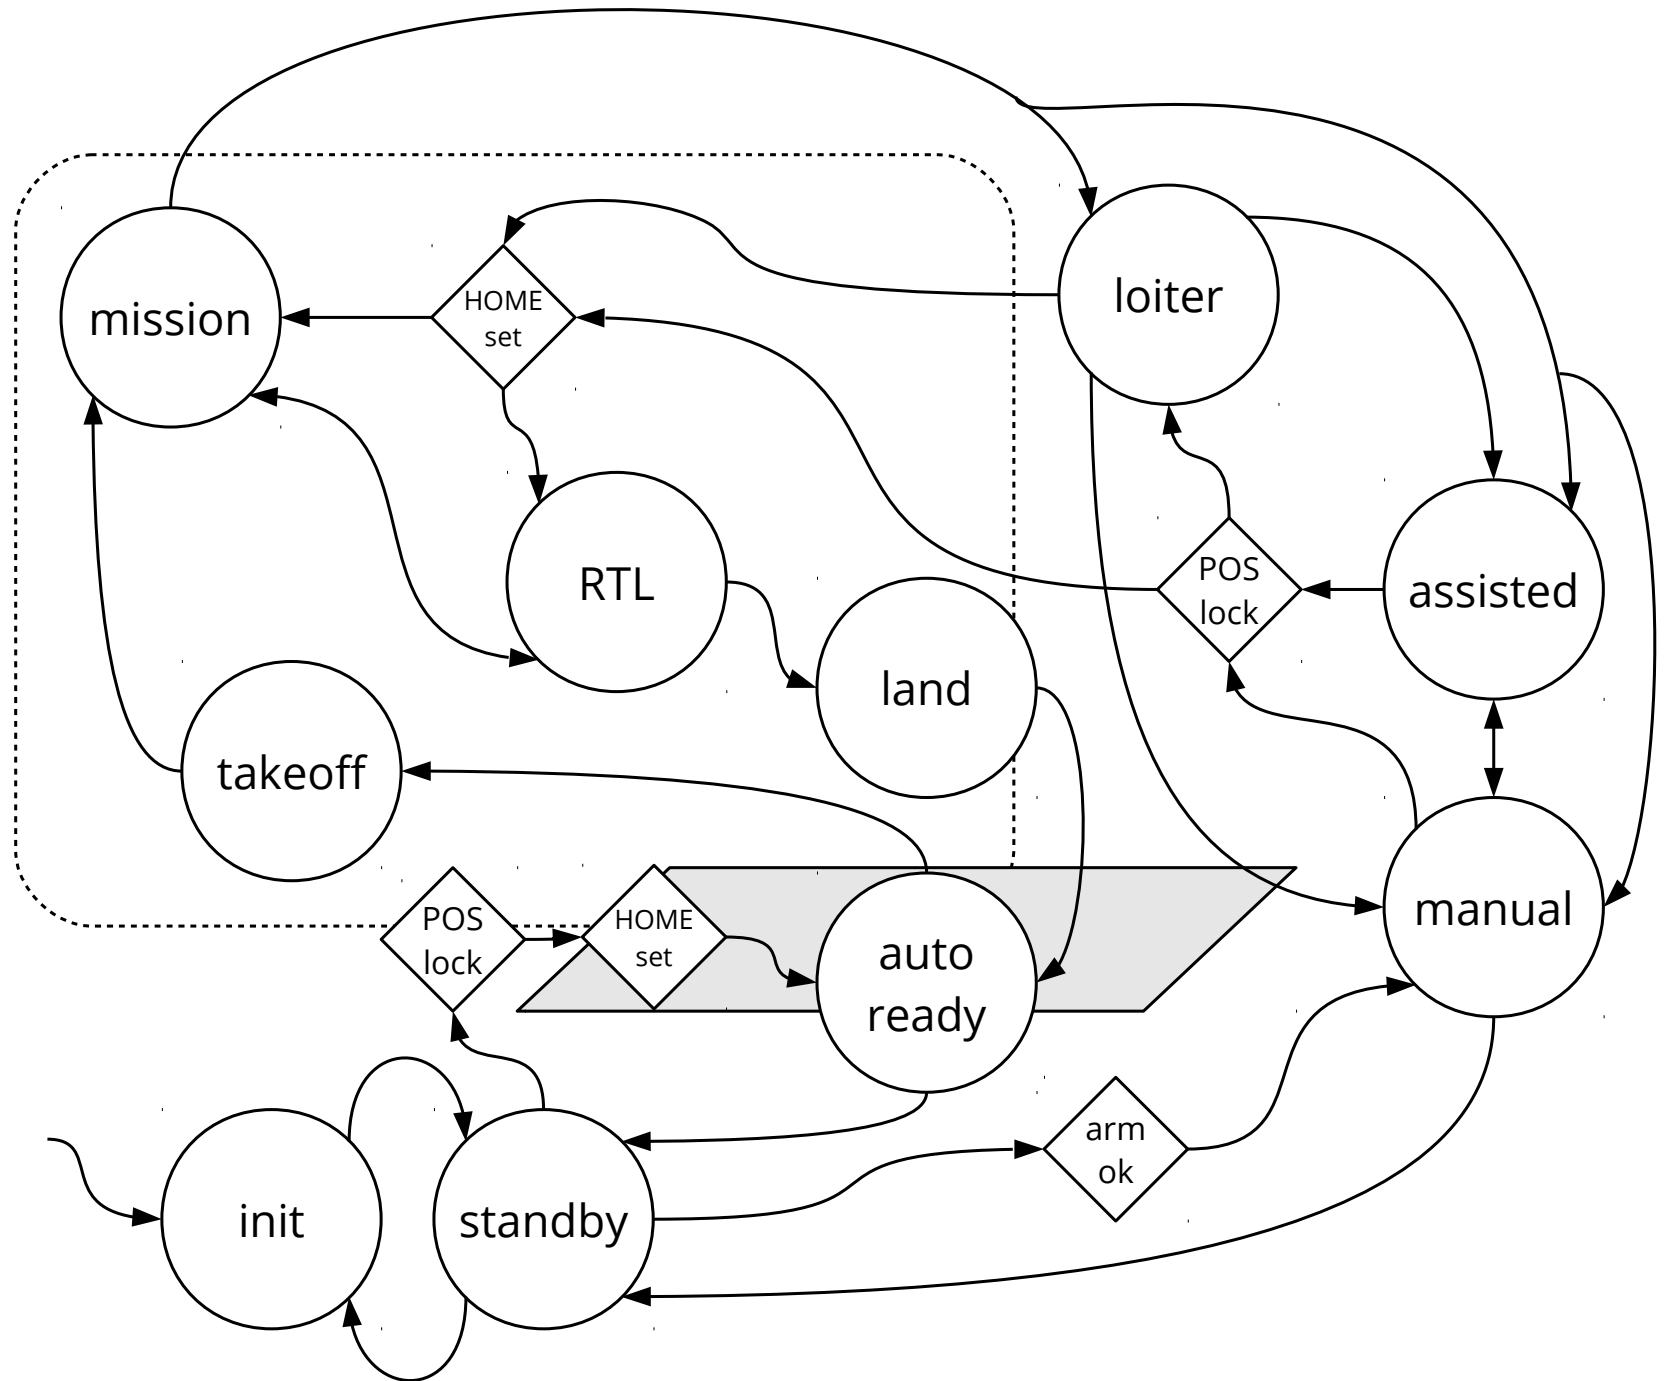 mission
HOME
set
loiter
RTL
POS
lock
assisted
land
takeoff
manual
POS
lock
HOME
set
auto
ready
arm
ok
init
standby